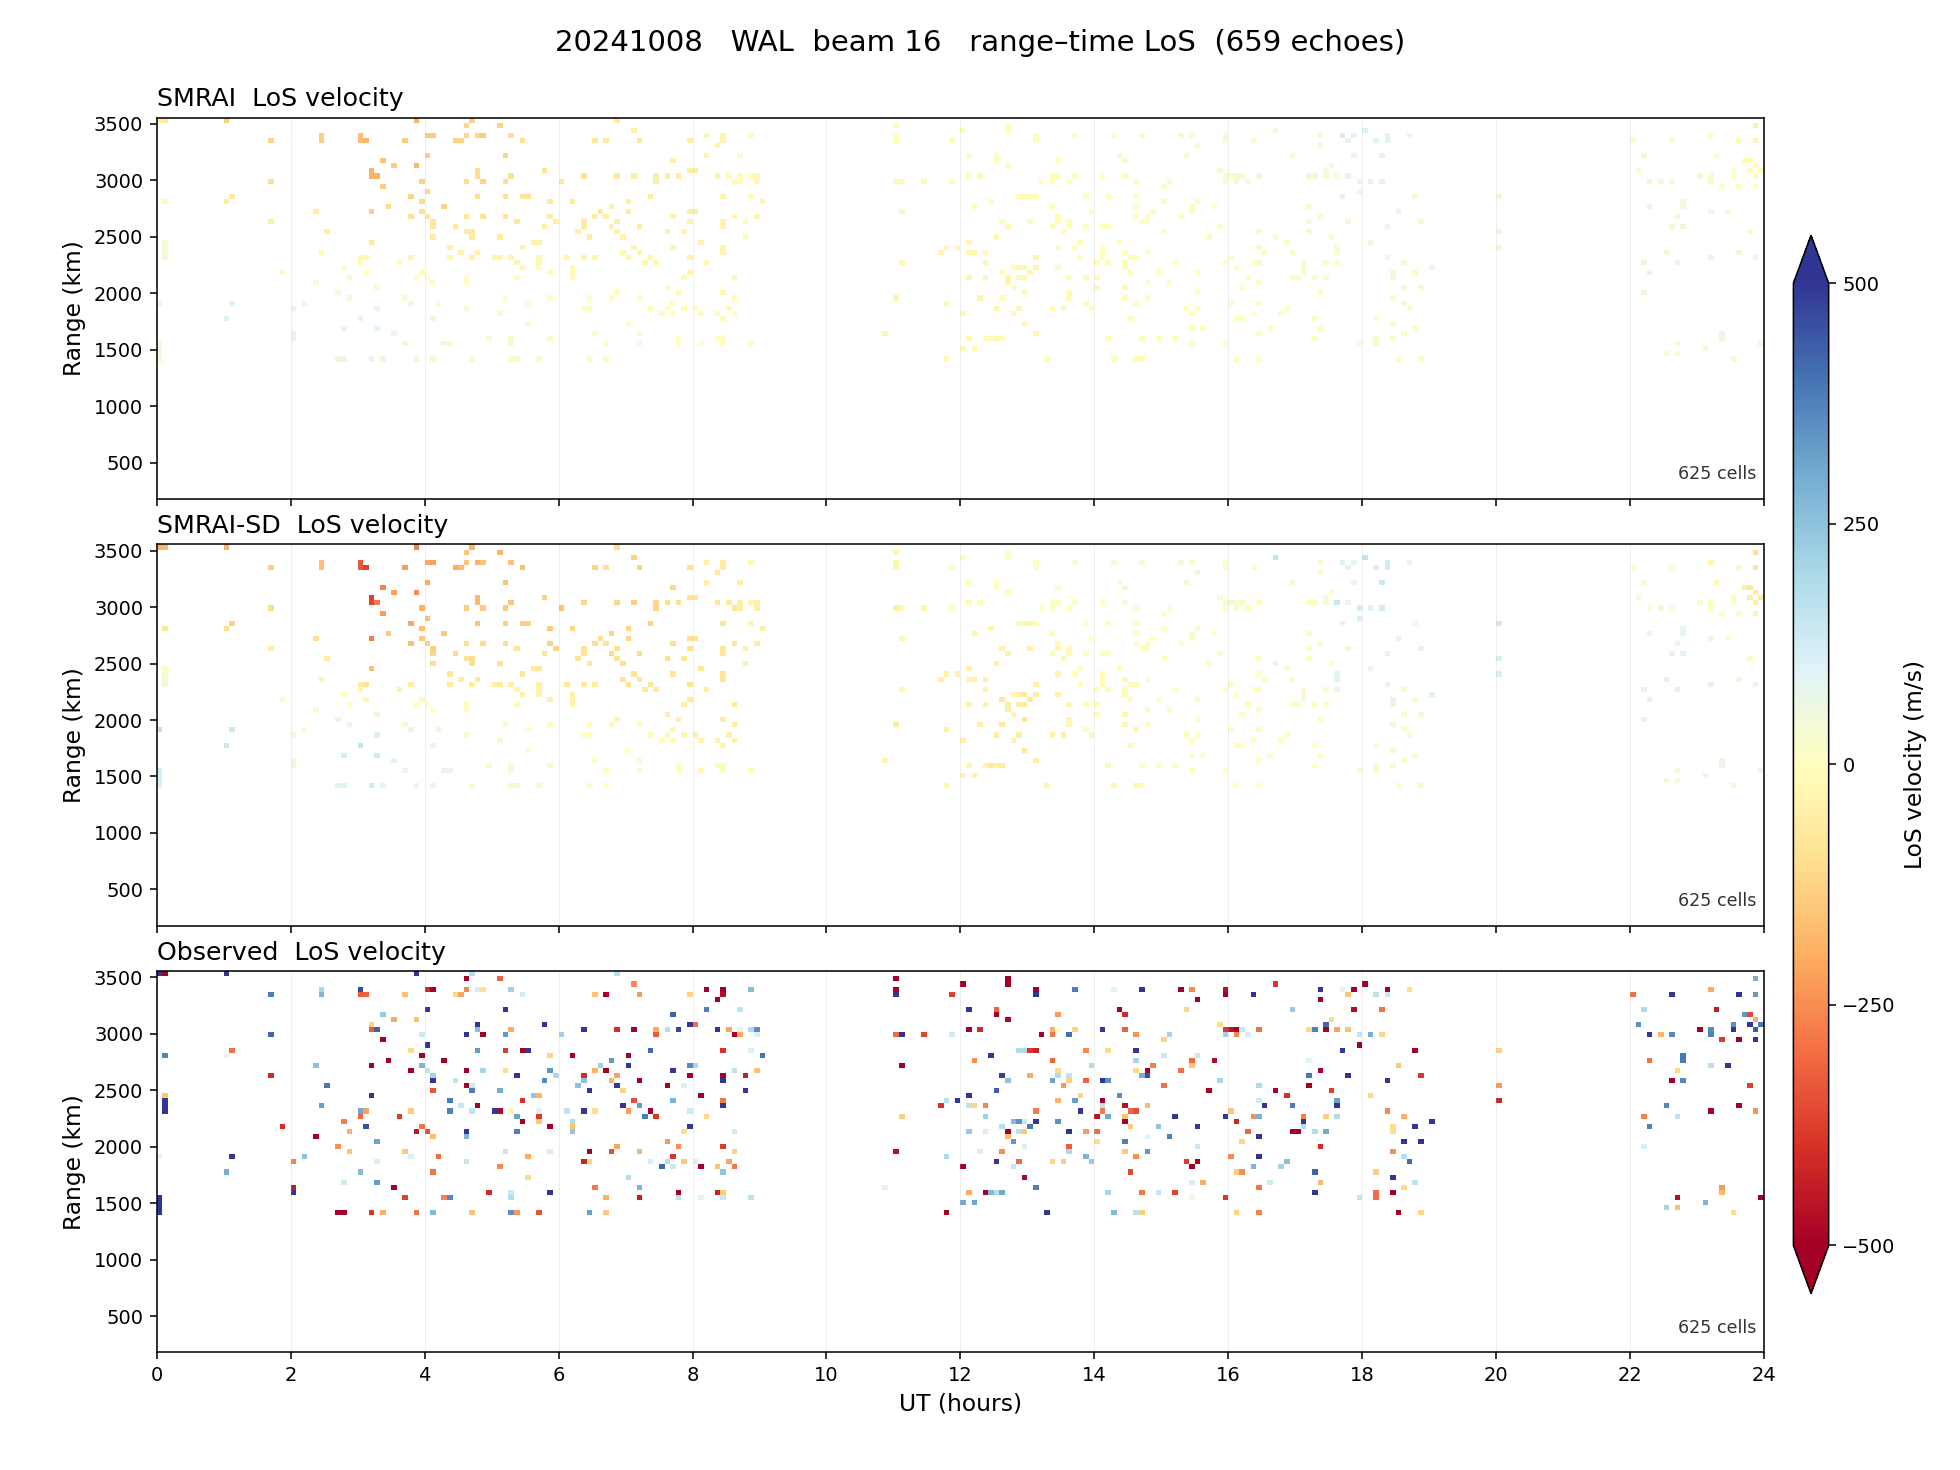 20241008   WAL  beam 16   range–time LoS  (659 echoes)
SMRAI  LoS velocity
3500
3000
2500
2000
1500
1000
500
Range (km)
625 cells
SMRAI-SD  LoS velocity
3500
3000
2500
2000
1500
1000
500
Range (km)
625 cells
Observed  LoS velocity
3500
3000
2500
2000
1500
1000
500
Range (km)
625 cells
0 2 4 6 8 10 12 14 16 18 20 22 24
UT (hours)
500
250
0
−250
−500
LoS velocity (m/s)